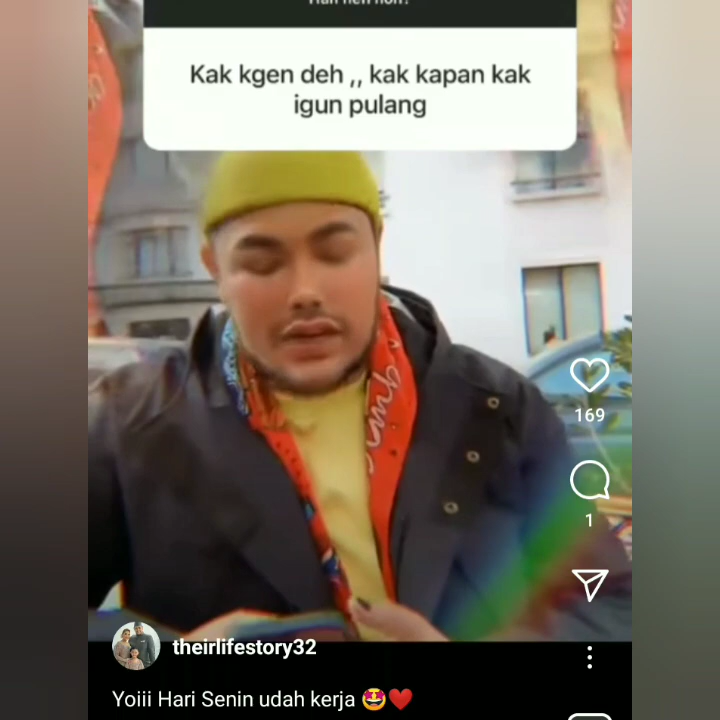 Kak kgen deh ,, kak kapan kak
igun pulang
169
1
theirlifestory32
Yoiii Hari Senin udah kerja 🤩❤️